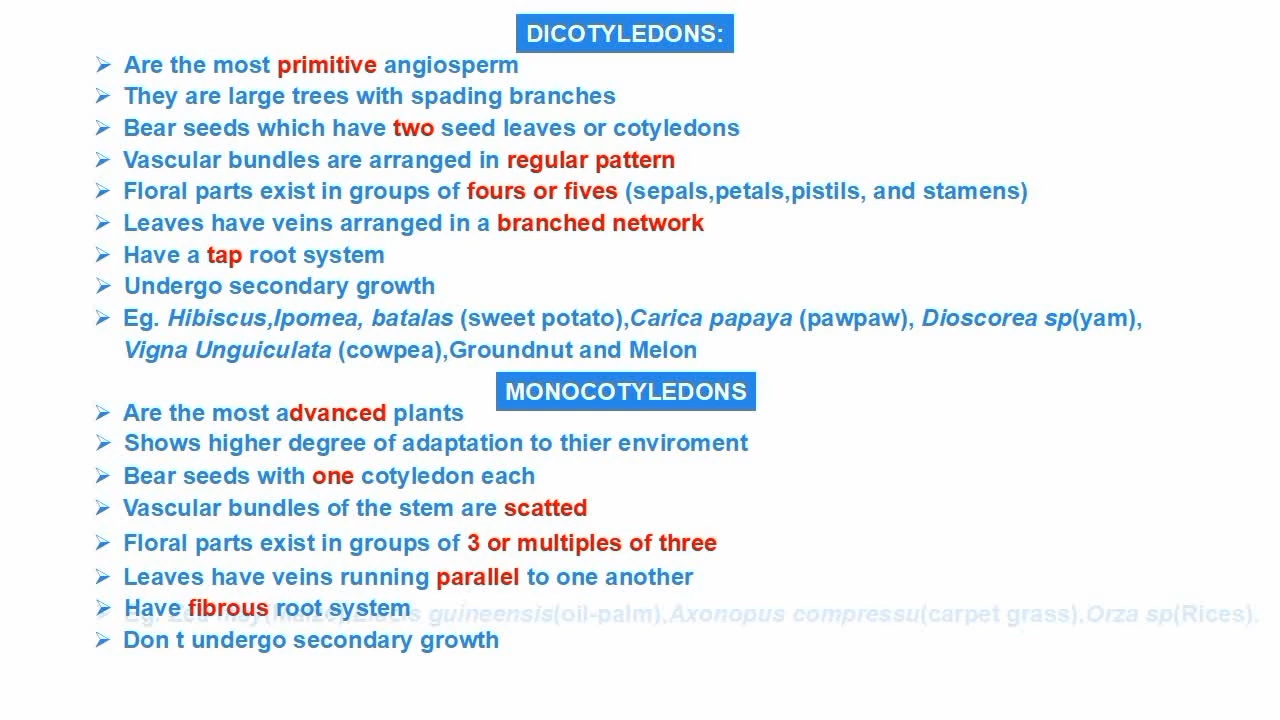 DICOTYLEDONS:
➢ Are the most primitive angiosperm
➢ They are large trees with spading branches
➢ Bear seeds which have two seed leaves or cotyledons
➢ Vascular bundles are arranged in regular pattern
➢ Floral parts exist in groups of fours or fives (sepals,petals,pistils, and stamens)
➢ Leaves have veins arranged in a branched network
➢ Have a tap root system
➢ Undergo secondary growth
➢ Eg. Hibiscus,Ipomea, batalas (sweet potato),Carica papaya (pawpaw), Dioscorea sp(yam),
Vigna Unguiculata (cowpea),Groundnut and Melon
MONOCOTYLEDONS
➢ Are the most advanced plants
➢ Shows higher degree of adaptation to thier enviroment
➢ Bear seeds with one cotyledon each
➢ Vascular bundles of the stem are scatted
➢ Floral parts exist in groups of 3 or multiples of three
➢ Leaves have veins running parallel to one another
➢ Have fibrous root system
➢ Eg. guineensis(oil-palm),Axonopus compressu(carpet grass),Orza sp(Rices).
➢ Don t undergo secondary growth